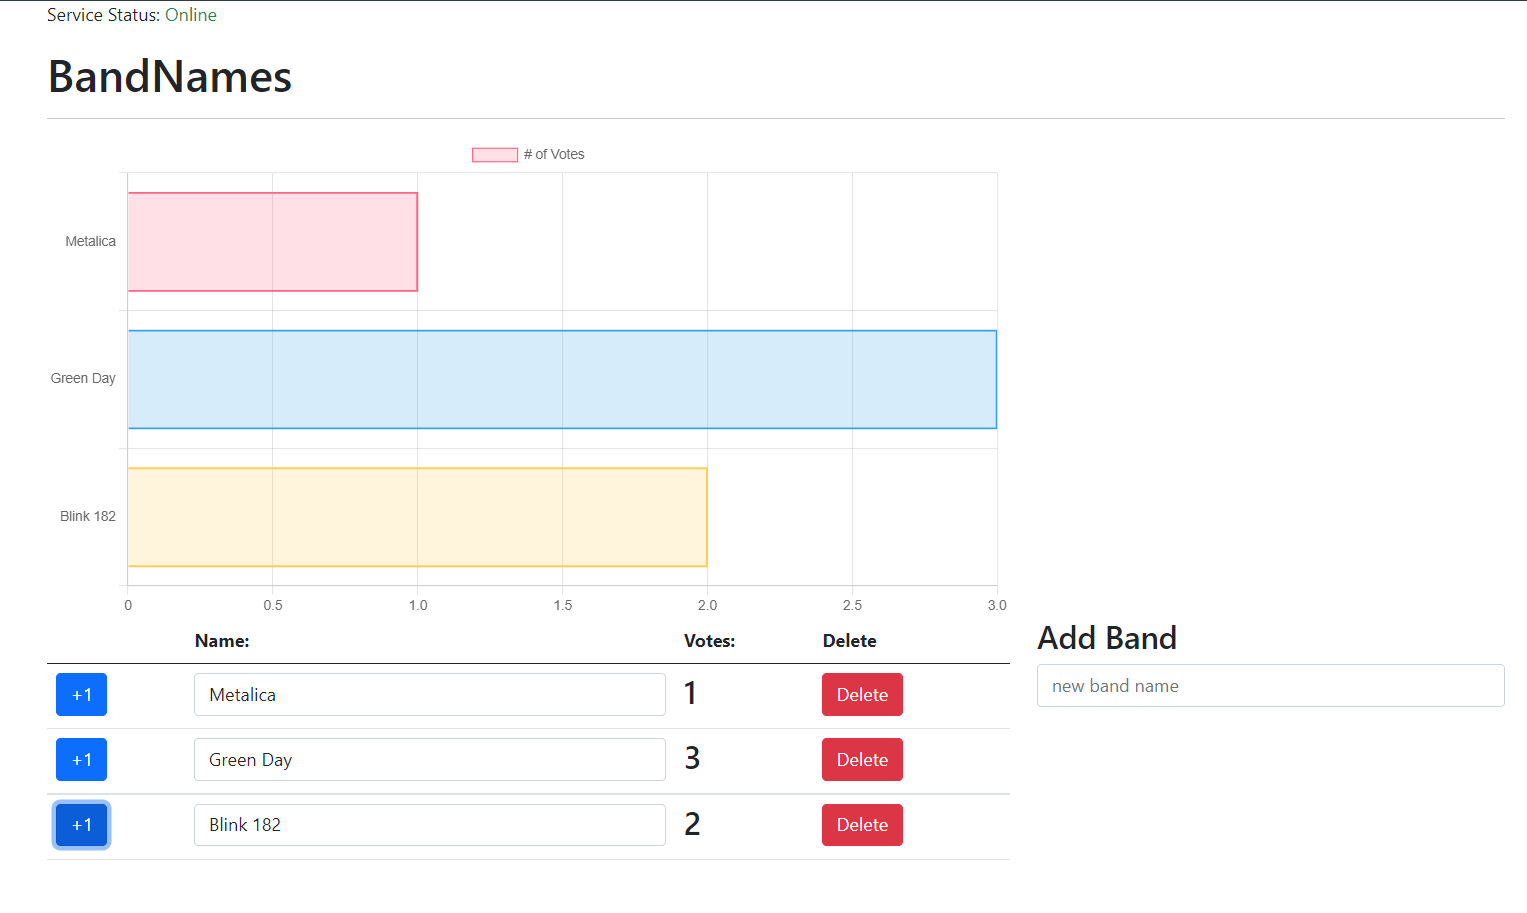 Service Status: Online
BandNames
# of Votes
Metalica
Green Day
Blink 182
0 0.5 1.0 1.5 2.0 2.5 3.0
Name: Votes: Delete
+1 Metalica 1 Delete
+1 Green Day 3 Delete
+1 Blink 182 2 Delete
Add Band
new band name